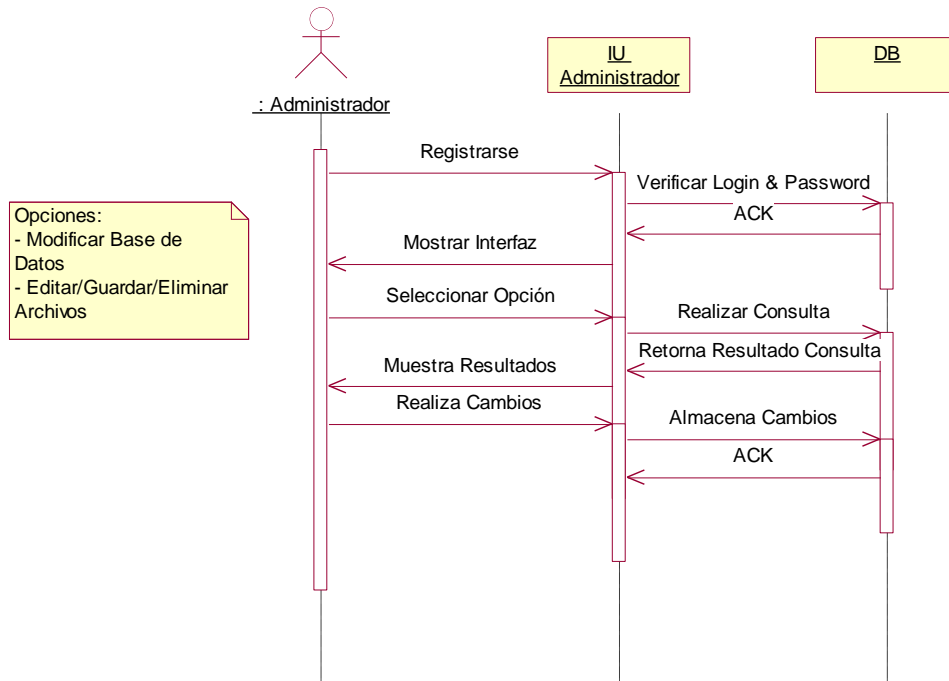 IU
Administrador
DB
: Administrador
Registrarse
Verificar Login & Password
ACK
Opciones:
- Modificar Base de
Datos
- Editar/Guardar/Eliminar
Archivos
Mostrar Interfaz
Seleccionar Opción
Realizar Consulta
Retorna Resultado Consulta
Muestra Resultados
Realiza Cambios
Almacena Cambios
ACK